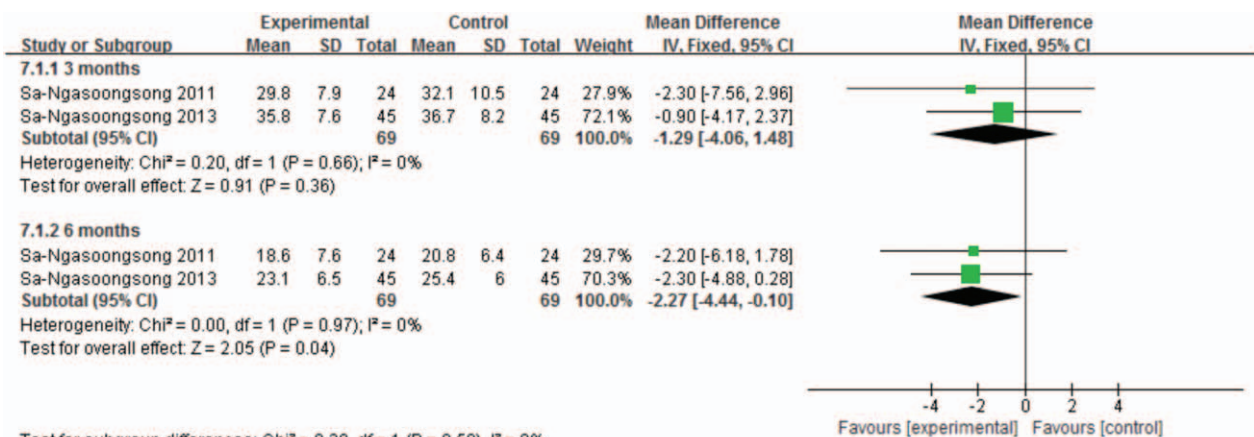 Experimental Control Mean Difference Mean Difference
Study or Subgroup Mean SD Total Mean SD Total Weight IV, Fixed, 95% CI IV, Fixed, 95% CI
7.1.1 3 months
Sa-Ngasoongsong 2011 29.8 7.9 24 32.1 10.5 24 27.9% -2.30 [-7.56, 2.96]
Sa-Ngasoongsong 2013 35.8 7.6 45 36.7 8.2 45 72.1% -0.90 [-4.17, 2.37]
Subtotal (95% CI) 69 69 100.0% -1.29 [-4.06, 1.48]
Heterogeneity: Chi² = 0.20, df = 1 (P = 0.66); I² = 0%
Test for overall effect: Z = 0.91 (P = 0.36)
7.1.2 6 months
Sa-Ngasoongsong 2011 18.6 7.6 24 20.8 6.4 24 29.7% -2.20 [-6.18, 1.78]
Sa-Ngasoongsong 2013 23.1 6.5 45 25.4 6 45 70.3% -2.30 [-4.88, 0.28]
Subtotal (95% CI) 69 69 100.0% -2.27 [-4.44, -0.10]
Heterogeneity: Chi² = 0.00, df = 1 (P = 0.97); I² = 0%
Test for overall effect: Z = 2.05 (P = 0.04)
-4 -2 0 2 4
Favours [experimental] Favours [control]